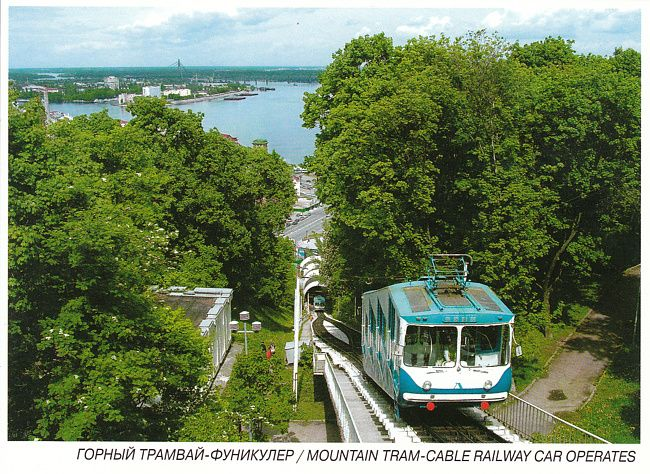 ГОРНЫЙ ТРАМВАЙ-ФУНИКУЛЕР / MOUNTAIN TRAM-CABLE RAILWAY CAR OPERATES